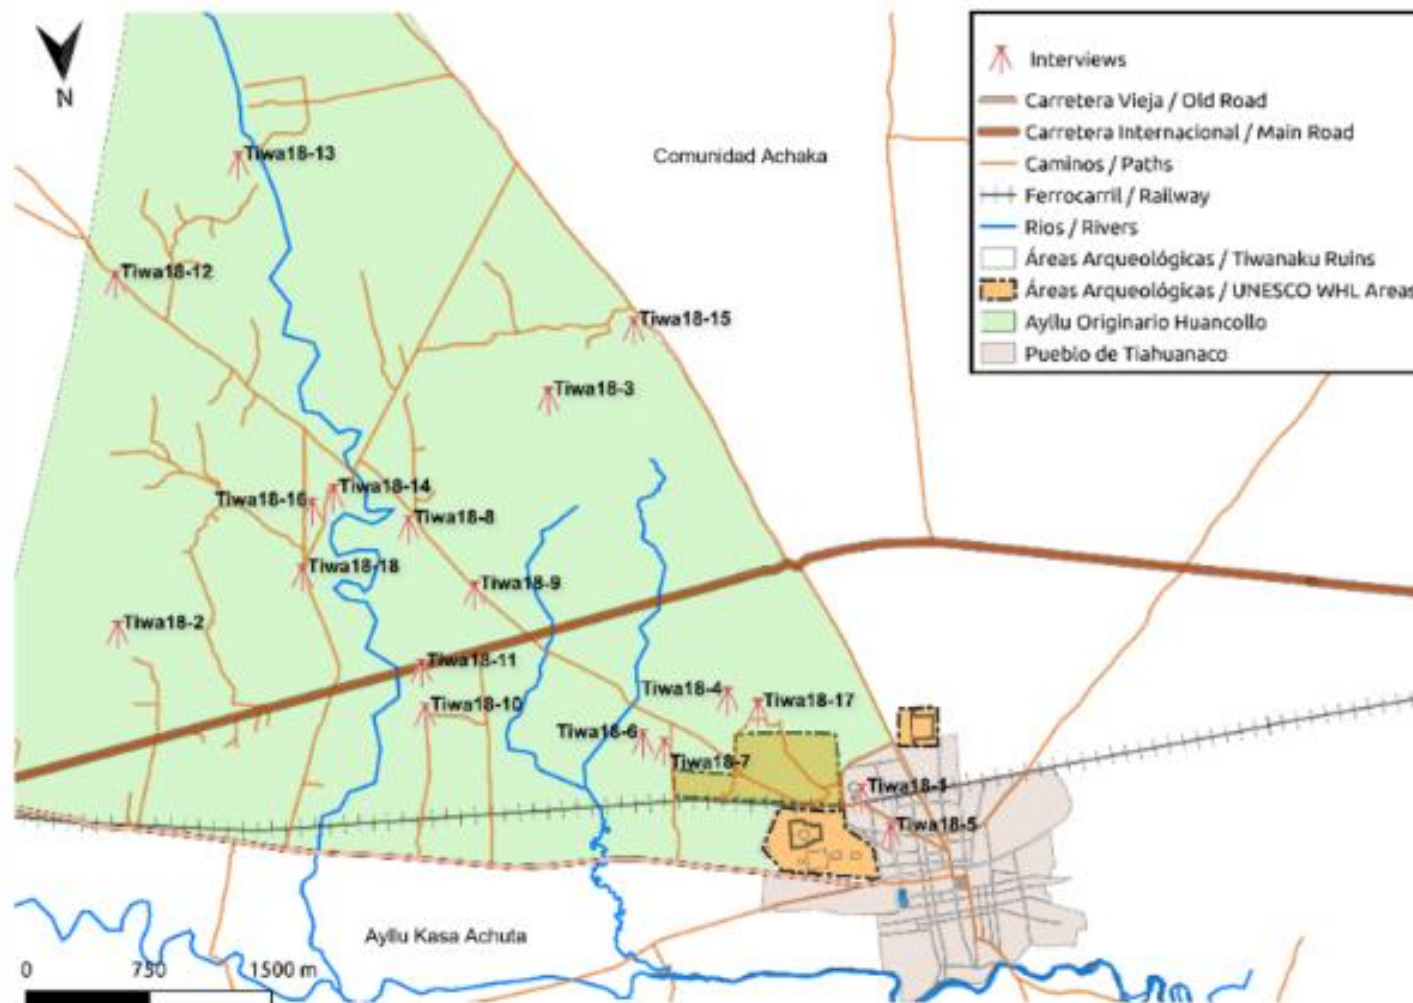 N
Interviews
Carretera Vieja / Old Road
Carretera Internacional / Main Road
Caminos / Paths
Ferrocarril / Railway
Rios / Rivers
Áreas Arqueológicas / Tiwanaku Ruins
Áreas Arqueológicas / UNESCO WHL Areas
Ayllu Originario Huancollo
Pueblo de Tiahuanaco
Comunidad Achaka
Tiwa18-13
Tiwa18-12
Tiwa18-15
Tiwa18-3
Tiwa18-14
Tiwa18-16
Tiwa18-8
Tiwa18-18
Tiwa18-9
Tiwa18-2
Tiwa18-11
Tiwa18-4
Tiwa18-17
Tiwa18-10
Tiwa18-6
Tiwa18-7
Tiwa18-1
Tiwa18-5
Ayllu Kasa Achuta
0 750 1500 m